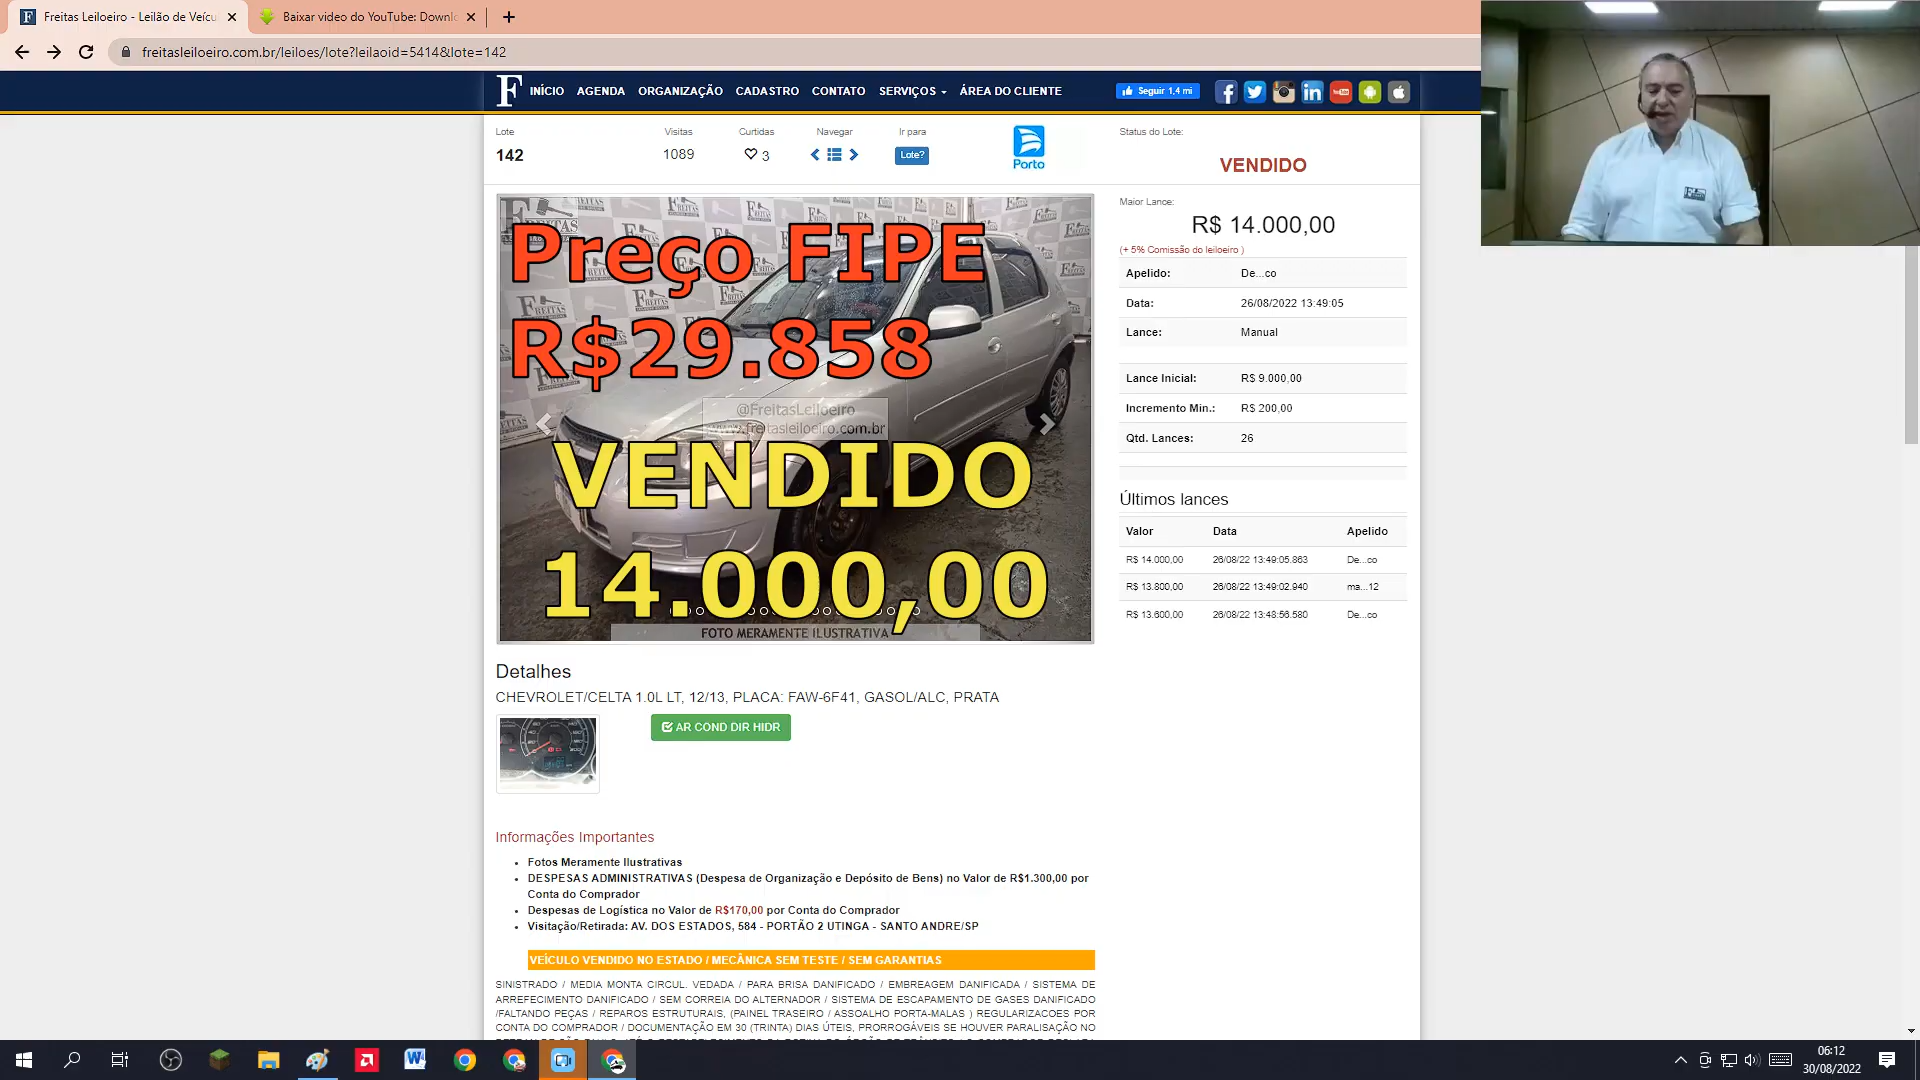 Freitas Leiloeiro - Leilão de Veícu
Baixar video do YouTube: Downlo
freitasleiloeiro.com.br/leiloes/lote?leilaoid=5414&lote=142
F INÍCIO AGENDA ORGANIZAÇÃO CADASTRO CONTATO SERVIÇOS ÁREA DO CLIENTE
Seguir 1,4 mi
Lote Visitas Curtidas Navegar Ir para
142 1089 3 Lote?
Porto
Status do Lote:
VENDIDO
Preço FIPE
R$29.858
@FreitasLeiloeiro
www.freitasleiloeiro.com.br
VENDIDO
14.000,00
FOTO MERAMENTE ILUSTRATIVA
Maior Lance:
R$ 14.000,00
(+ 5% Comissão do leiloeiro )
Apelido: De...co
Data: 26/08/2022 13:49:05
Lance: Manual
Lance Inicial: R$ 9.000,00
Incremento Min.: R$ 200,00
Qtd. Lances: 26
Últimos lances
Valor Data Apelido
R$ 14.000,00 26/08/22 13:49:05.863 De...co
R$ 13.800,00 26/08/22 13:49:02.940 ma...12
R$ 13.600,00 26/08/22 13:48:56.580 De...co
Detalhes
CHEVROLET/CELTA 1.0L LT, 12/13, PLACA: FAW-6F41, GASOL/ALC, PRATA
AR COND DIR HIDR
Informações Importantes
Fotos Meramente Ilustrativas
DESPESAS ADMINISTRATIVAS (Despesa de Organização e Depósito de Bens) no Valor de R$1.300,00 por
Conta do Comprador
Despesas de Logística no Valor de R$170,00 por Conta do Comprador
Visitação/Retirada: AV. DOS ESTADOS, 584 - PORTÃO 2 UTINGA - SANTO ANDRE/SP
VEÍCULO VENDIDO NO ESTADO / MECÂNICA SEM TESTE / SEM GARANTIAS
SINISTRADO / MEDIA MONTA CIRCUL. VEDADA / PARA BRISA DANIFICADO / EMBREAGEM DANIFICADA / SISTEMA DE
ARREFECIMENTO DANIFICADO / SEM CORREIA DO ALTERNADOR / SISTEMA DE ESCAPAMENTO DE GASES DANIFICADO
/FALTANDO PEÇAS / REPAROS ESTRUTURAIS, (PAINEL TRASEIRO / ASSOALHO PORTA-MALAS ) REGULARIZACOES POR
CONTA DO COMPRADOR / DOCUMENTAÇÃO EM 30 (TRINTA) DIAS ÚTEIS, PRORROGÁVEIS SE HOUVER PARALISAÇÃO NO
06:12
30/08/2022